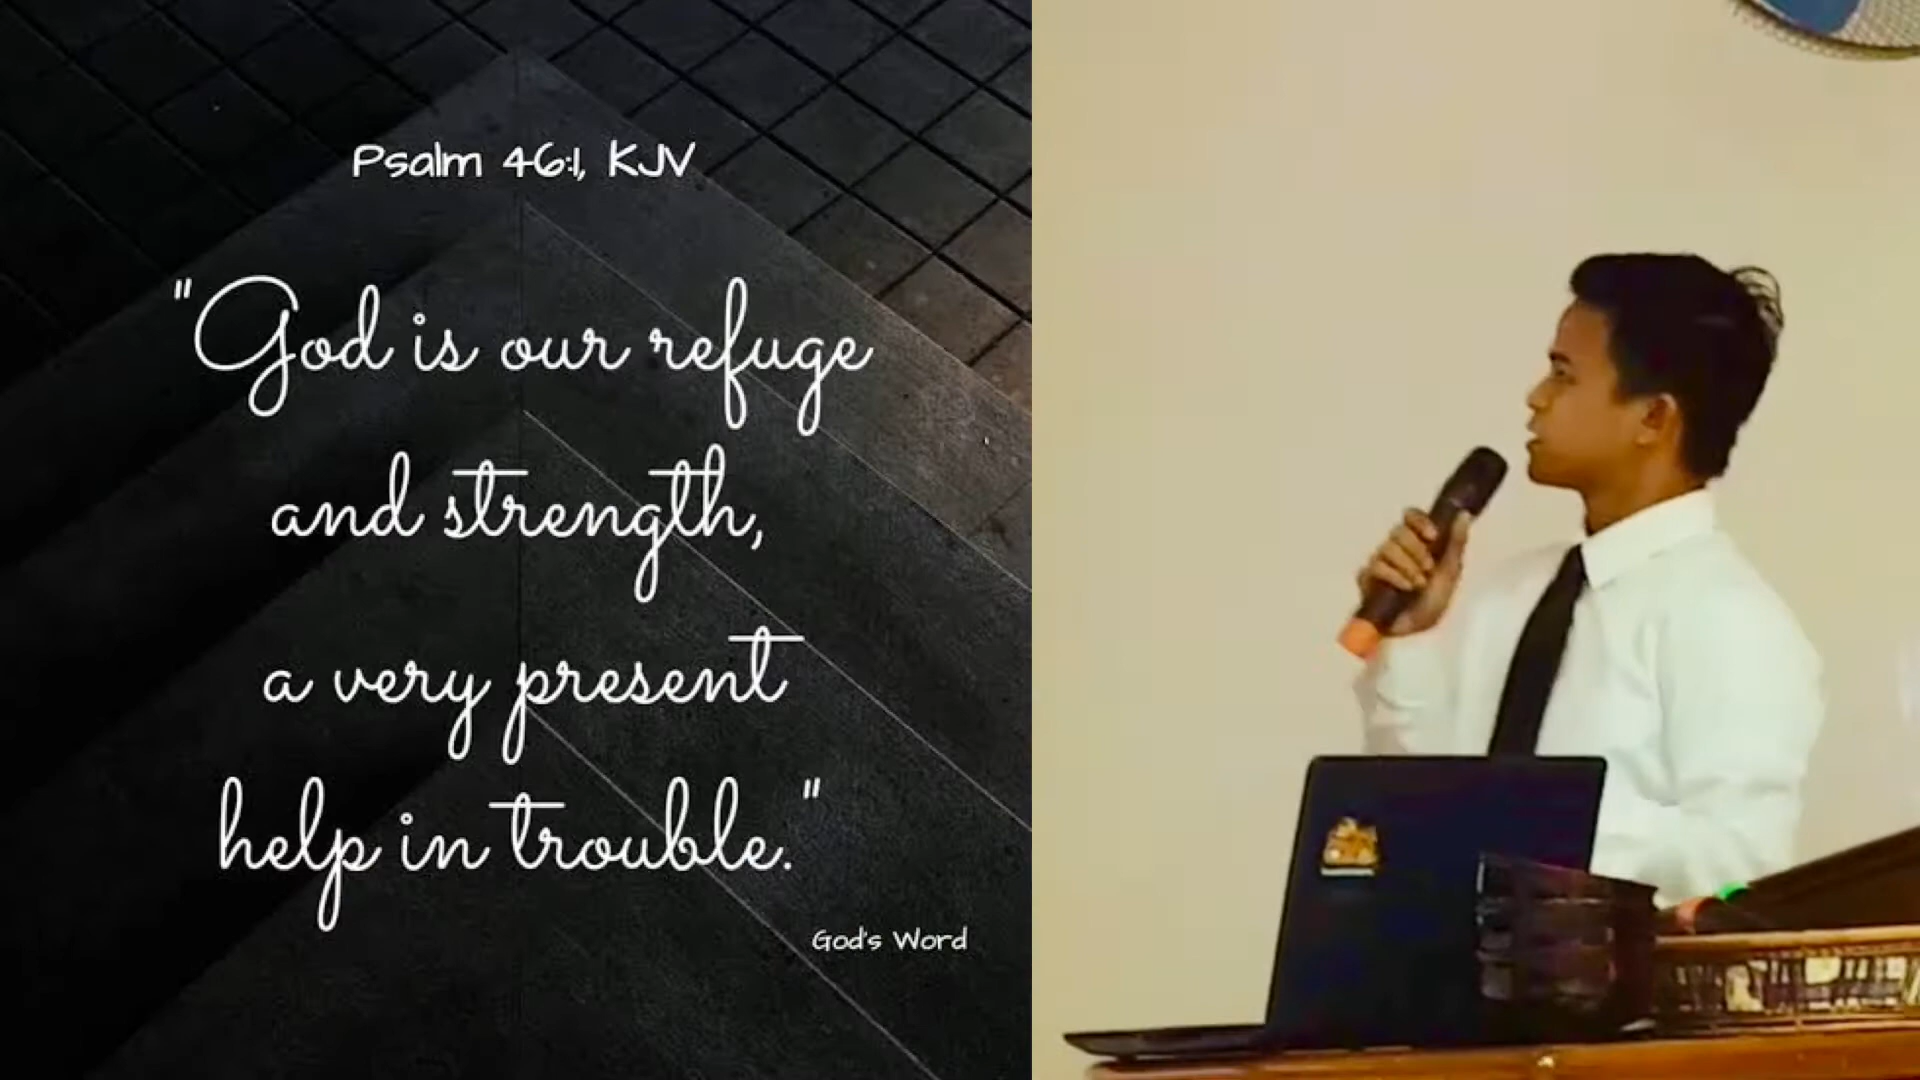 Psalm 46:1, KJV
"God is our refuge
and strength,
a very present
help in trouble."
God's Word